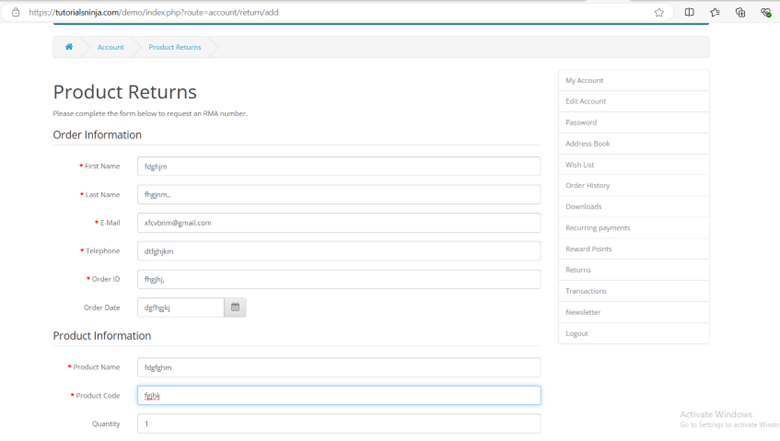 https://tutorialsninja.com/demo/index.php?route=account/return/add
Account
Product Returns
Product Returns
Please complete the form below to request an RMA number.
Order Information
* First Name fdghjm
* Last Name fhgjnm,.
* E-Mail xfcvbnm@gmail.com
* Telephone dtfghjkm
* Order ID fhgjhj,
Order Date dgfhgjkj
Product Information
* Product Name fdgfghm
* Product Code fgjhk
Quantity 1
My Account
Edit Account
Password
Address Book
Wish List
Order History
Downloads
Recurring payments
Reward Points
Returns
Transactions
Newsletter
Logout
Activate Windows
Go to Settings to activate Windo